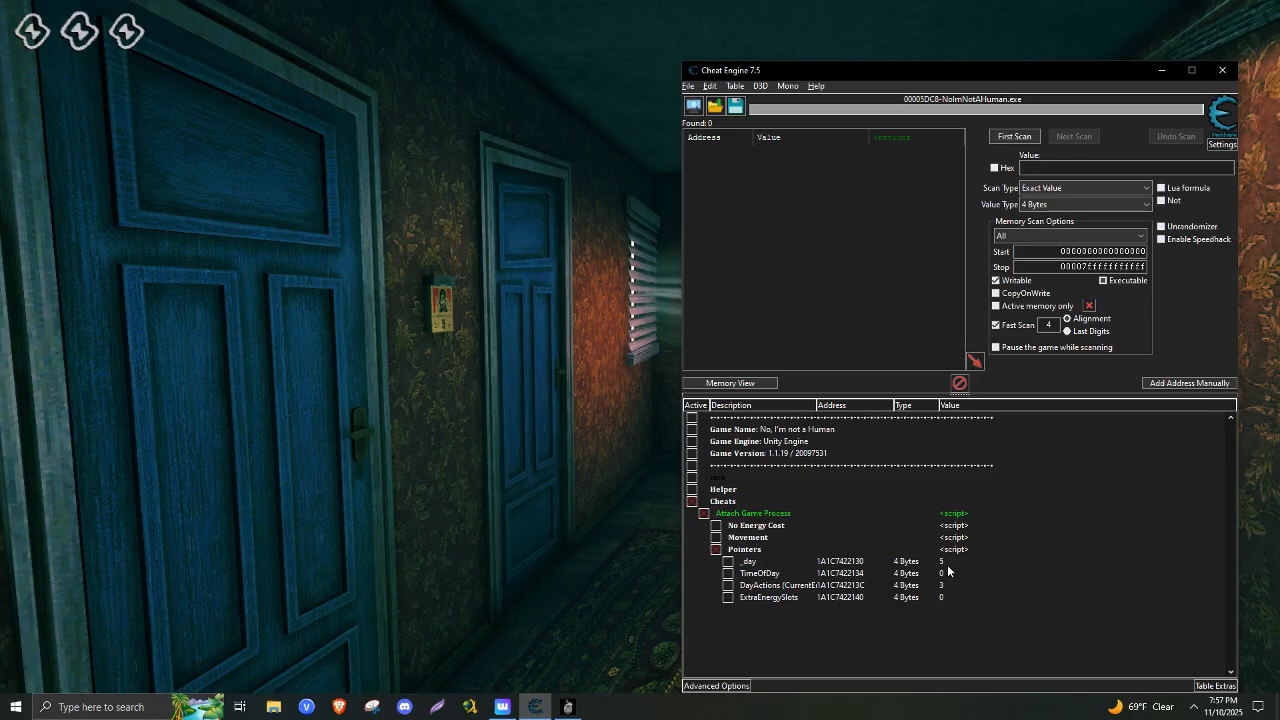 Cheat Engine 7.5
File Edit Table D3D Mono Help
00005DC8-NoImNotAHuman.exe
Found: 0
Address Value Previous
First Scan Next Scan Undo Scan
Settings
Value:
Hex
Scan Type Exact Value Lua formula
Value Type 4 Bytes Not
Memory Scan Options
All
Unrandomizer
Start 0000000000000000
Enable Speedhack
Stop 00007fffffffffff
Writable Executable
CopyOnWrite
Active memory only
Fast Scan 4 Alignment
Last Digits
Pause the game while scanning
Memory View Add Address Manually
Active Description Address Type Value
Game Name: No, I'm not a Human
Game Engine: Unity Engine
Game Version: 1.1.19 / 20097531
Helper
Cheats
Attach Game Process <script>
No Energy Cost <script>
Movement <script>
Pointers <script>
_day 1A1C7422130 4 Bytes 5
TimeOfDay 1A1C7422134 4 Bytes 0
DayActions (CurrentE 1A1C742213C 4 Bytes 3
ExtraEnergySlots 1A1C7422140 4 Bytes 0
Advanced Options Table Extras
Type here to search
69°F Clear
7:57 PM
11/10/2025